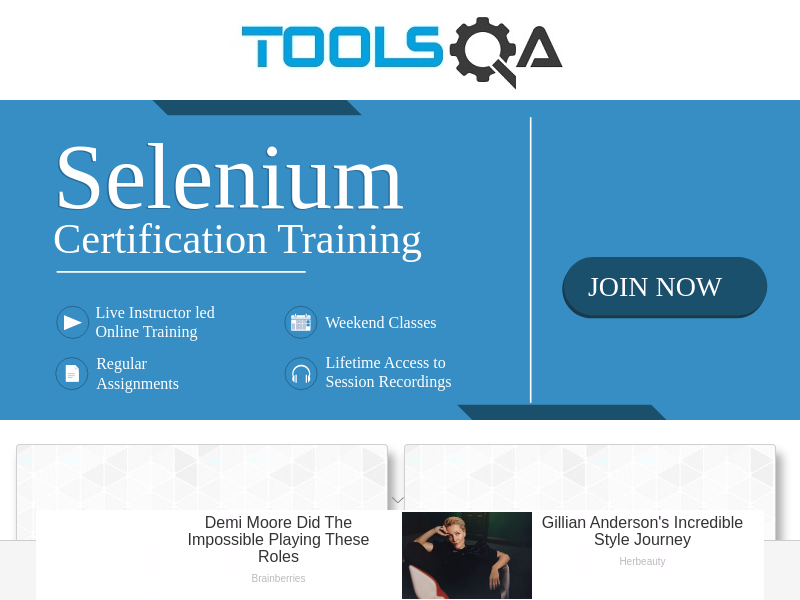 TOOLSQA
Selenium
Certification Training
JOIN NOW
Live Instructor led
Online Training
Weekend Classes
Regular
Assignments
Lifetime Access to
Session Recordings
Demi Moore Did The
Impossible Playing These
Roles
Brainberries
Gillian Anderson's Incredible
Style Journey
Herbeauty